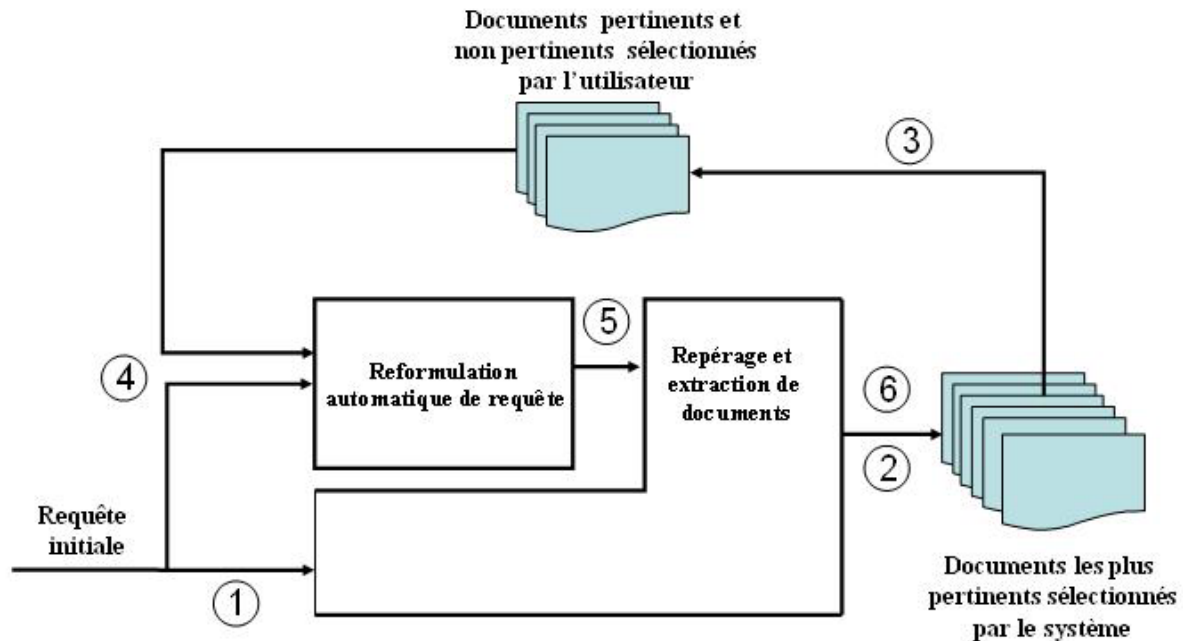 Documents pertinents et
non pertinents sélectionnés
par l'utilisateur
3
5
4
Reformulation
automatique de requête
Repérage et
extraction de
documents
6
2
Requête
initiale
1
Documents les plus
pertinents sélectionnés
par le système